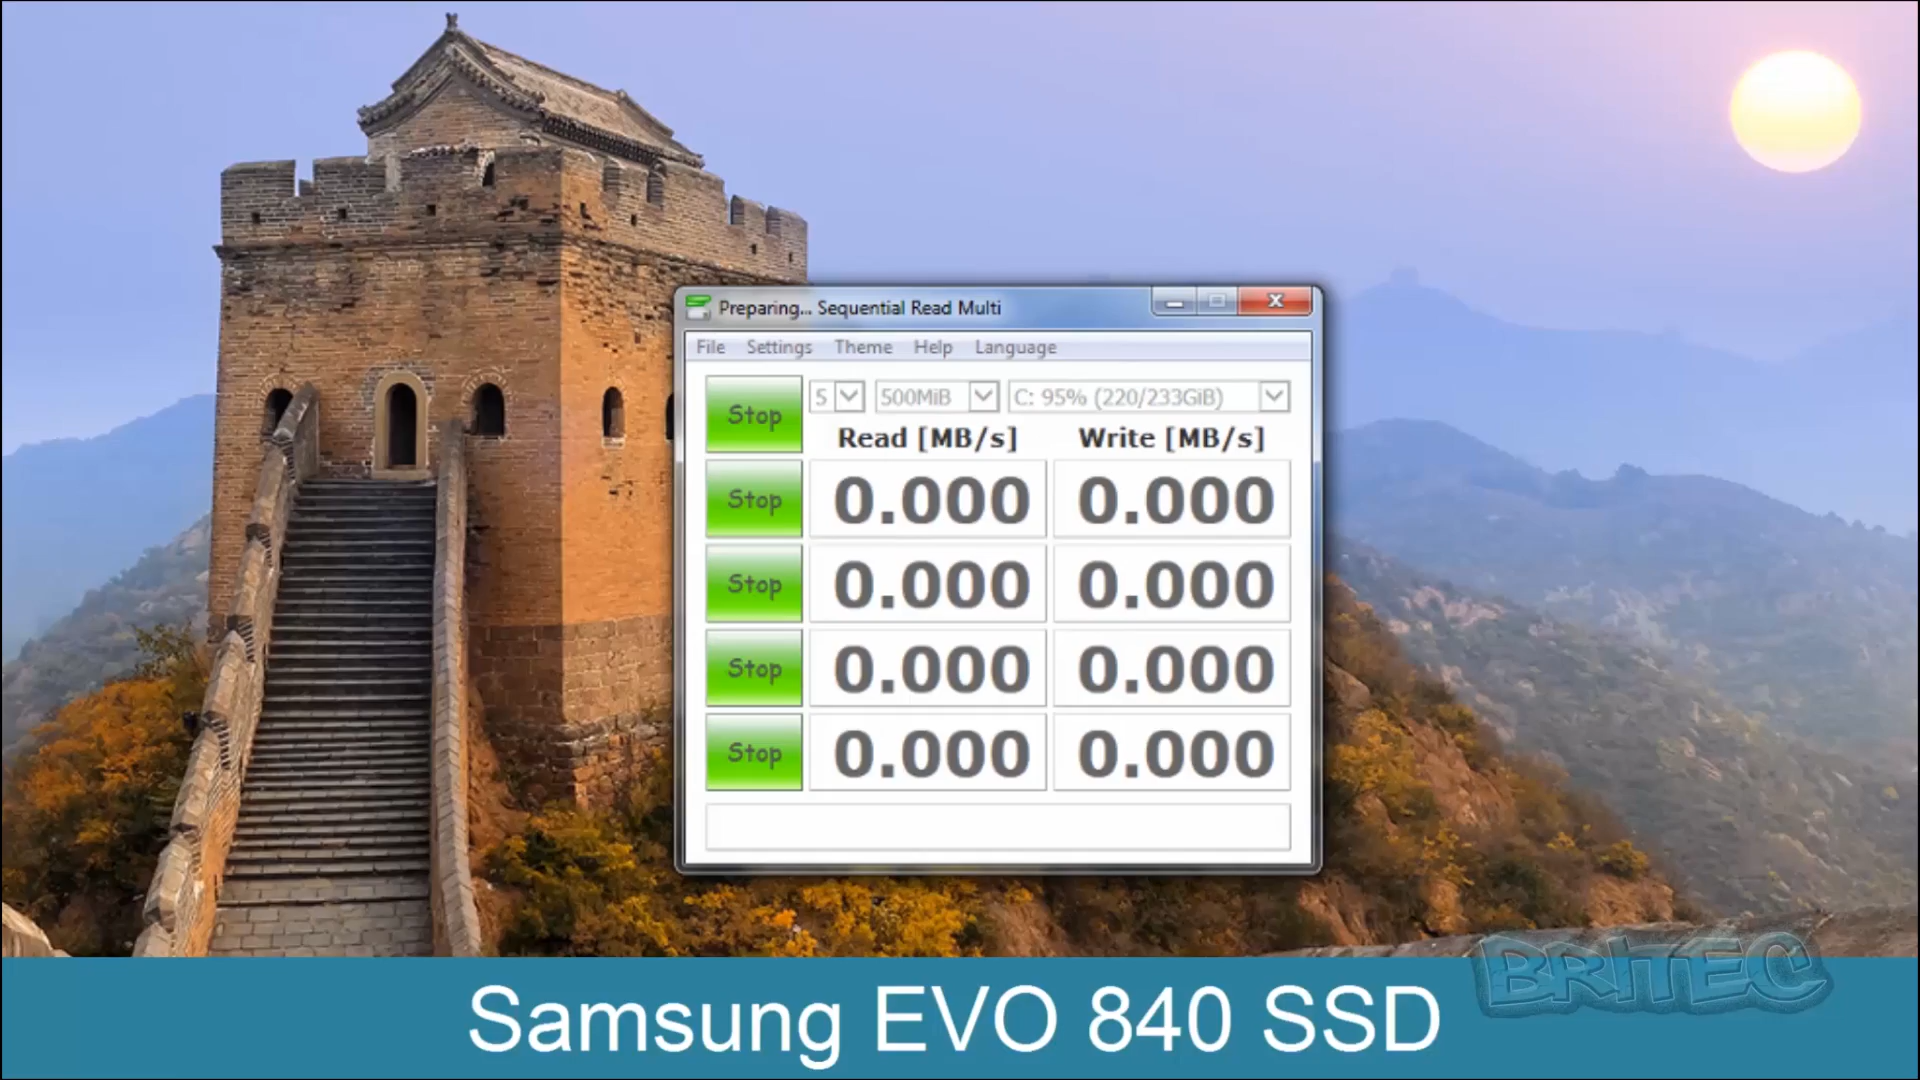 Preparing... Sequential Read Multi
File Settings Theme Help Language
Stop 5 500MiB C: 95% (220/233GiB)
Read [MB/s] Write [MB/s]
Stop 0.000 0.000
Stop 0.000 0.000
Stop 0.000 0.000
Stop 0.000 0.000
BRITEC
Samsung EVO 840 SSD